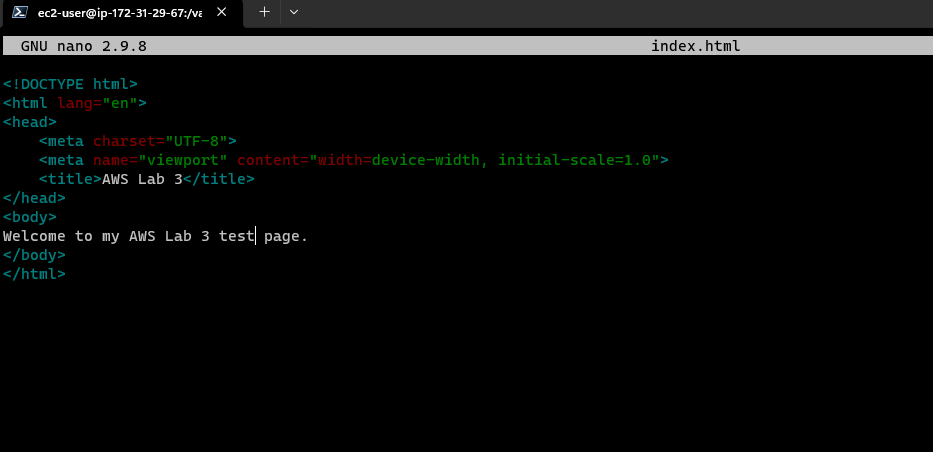 ec2-user@ip-172-31-29-67:/va
GNU nano 2.9.8 index.html
<!DOCTYPE html>
<html lang="en">
<head>
    <meta charset="UTF-8">
    <meta name="viewport" content="width=device-width, initial-scale=1.0">
    <title>AWS Lab 3</title>
</head>
<body>
Welcome to my AWS Lab 3 test page.
</body>
</html>